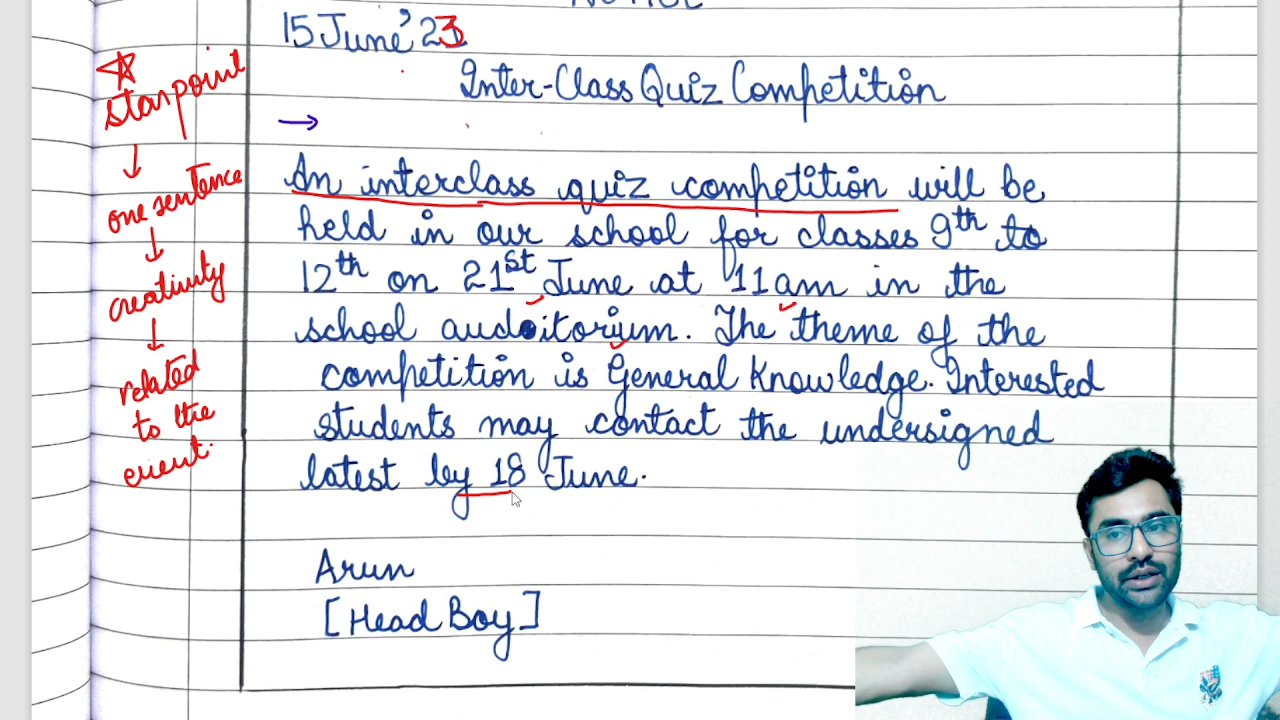 NOTICE
15 June' 23
Inter-Class Quiz Competition
An interclass quiz competition will be
held in our school for classes 9th to
12th on 21st June at 11am in the
school auditorium. The theme of the
competition is General Knowledge. Interested
students may contact the undersigned
latest by 18 June.
Arun
[Head Boy]
starpoint
one sentence
creativity
related
to the
event.